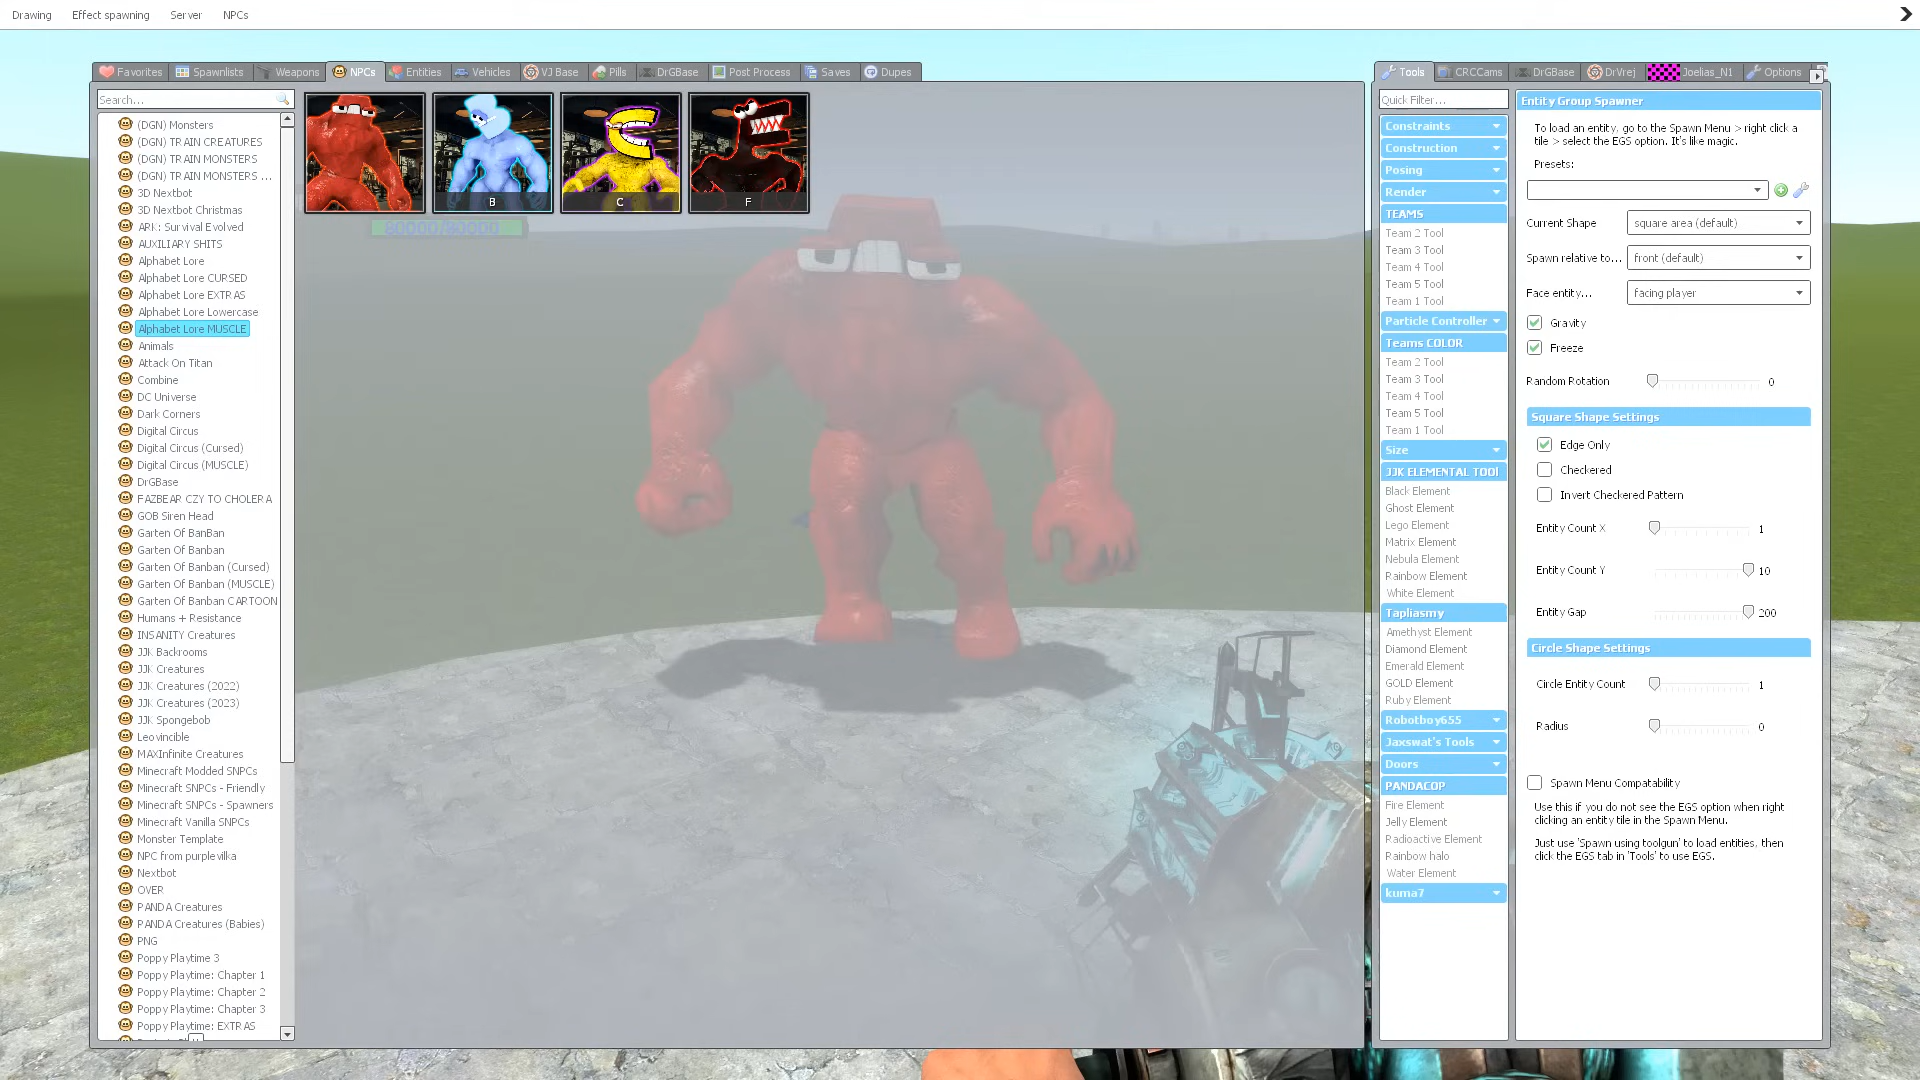 Drawing
Effect spawning
Server
NPCs
Favorites
Spawnlists
Weapons
NPCs
Entities
Vehicles
VJ Base
Pills
DrGBase
Post Process
Saves
Dupes
Search...
(DGN) Monsters
(DGN) TRAIN CREATURES
(DGN) TRAIN MONSTERS
(DGN) TRAIN MONSTERS ...
3D Nextbot
3D Nextbot Christmas
ARK: Survival Evolved
AUXILIARY SHITS
Alphabet Lore
Alphabet Lore CURSED
Alphabet Lore EXTRAS
Alphabet Lore Lowercase
Alphabet Lore MUSCLE
Animals
Attack On Titan
Combine
DC Universe
Dark Corners
Digital Circus
Digital Circus (Cursed)
Digital Circus (MUSCLE)
DrGBase
FAZBEAR CZY TO CHOLERA
GOB Siren Head
Garten Of BanBan
Garten Of Banban
Garten Of Banban (Cursed)
Garten Of Banban (MUSCLE)
Garten Of Banban CARTOON
Humans + Resistance
INSANITY Creatures
JJK Backrooms
JJK Creatures
JJK Creatures (2022)
JJK Creatures (2023)
JJK Spongebob
Leovincible
MAXInfinite Creatures
Minecraft Modded SNPCs
Minecraft SNPCs - Friendly
Minecraft SNPCs - Spawners
Minecraft Vanilla SNPCs
Monster Template
NPC from purplevilka
Nextbot
OVER
PANDA Creatures
PANDA Creatures (Babies)
PNG
Poppy Playtime 3
Poppy Playtime: Chapter 1
Poppy Playtime: Chapter 2
Poppy Playtime: Chapter 3
Poppy Playtime: EXTRAS
B
C
F
80000/80000
Tools
CRCCams
DrGBase
DrVrej
Joelias_N1
Options
Quick Filter...
Constraints
Construction
Posing
Render
TEAMS
Team 2 Tool
Team 3 Tool
Team 4 Tool
Team 5 Tool
Team 1 Tool
Particle Controller
Teams COLOR
Team 2 Tool
Team 3 Tool
Team 4 Tool
Team 5 Tool
Team 1 Tool
Size
JJK ELEMENTAL TOOl
Black Element
Ghost Element
Lego Element
Matrix Element
Nebula Element
Rainbow Element
White Element
Tapliasmy
Amethyst Element
Diamond Element
Emerald Element
GOLD Element
Ruby Element
Robotboy655
Jaxswat's Tools
Doors
PANDACOP
Fire Element
Jelly Element
Radioactive Element
Rainbow halo
Water Element
kuma7
Entity Group Spawner
To load an entity, go to the Spawn Menu > right click a
tile > select the EGS option. It's like magic.
Presets:
Current Shape
square area (default)
Spawn relative to...
front (default)
Face entity...
facing player
Gravity
Freeze
Random Rotation
0
Square Shape Settings
Edge Only
Checkered
Invert Checkered Pattern
Entity Count X
1
Entity Count Y
10
Entity Gap
200
Circle Shape Settings
Circle Entity Count
1
Radius
0
Spawn Menu Compatability
Use this if you do not see the EGS option when right
clicking an entity tile in the Spawn Menu.
Just use 'Spawn using toolgun' to load entities, then
click the EGS tab in 'Tools' to use EGS.